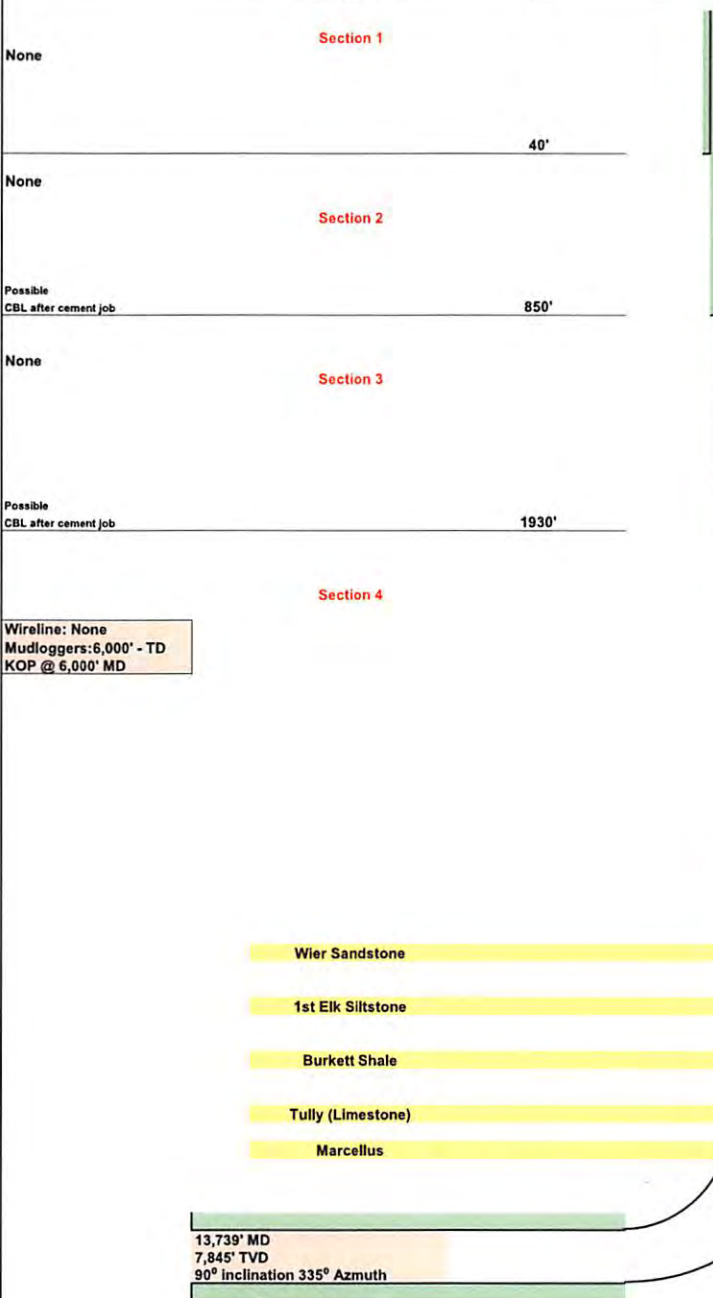 Section 1
None
40'
None
Section 2
Possible
CBL after cement job
850'
None
Section 3
Possible
CBL after cement job
1930'
Section 4
Wireline: None
Mudloggers:6,000' - TD
KOP @ 6,000' MD
Wier Sandstone
1st Elk Siltstone
Burkett Shale
Tully (Limestone)
Marcellus
13,739' MD
7,845' TVD
90⁰ inclination 335⁰ Azmuth